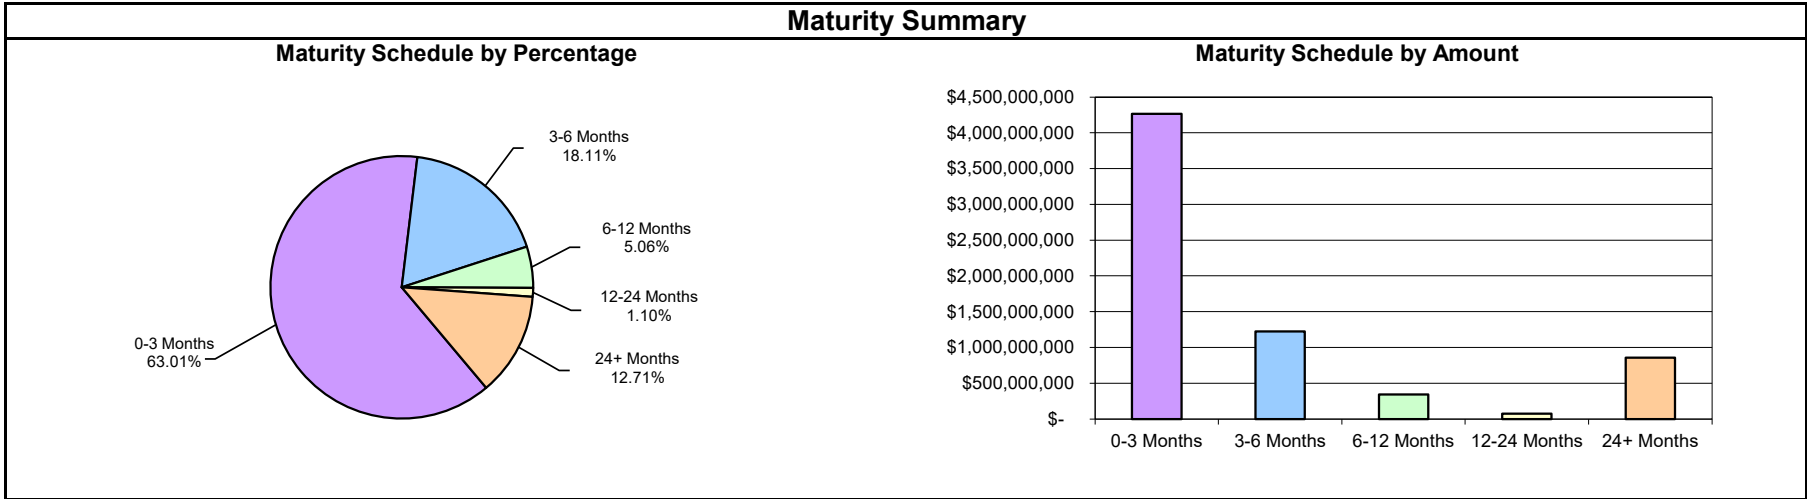 Maturity Summary
Maturity Schedule by Percentage
3-6 Months
18.11%
6-12 Months
5.06%
12-24 Months
1.10%
24+ Months
12.71%
0-3 Months
63.01%
Maturity Schedule by Amount
$4,500,000,000
$4,000,000,000
$3,500,000,000
$3,000,000,000
$2,500,000,000
$2,000,000,000
$1,500,000,000
$1,000,000,000
$500,000,000
$-
0-3 Months 3-6 Months 6-12 Months 12-24 Months 24+ Months